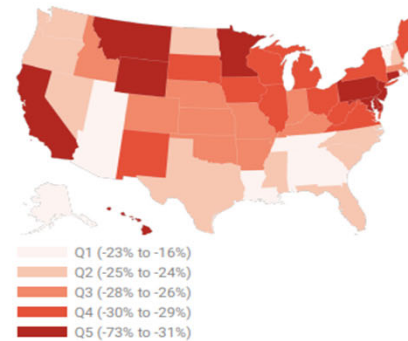 Q1 (-23% to -16%)
Q2 (-25% to -24%)
Q3 (-28% to -26%)
Q4 (-30% to -29%)
Q5 (-73% to -31%)